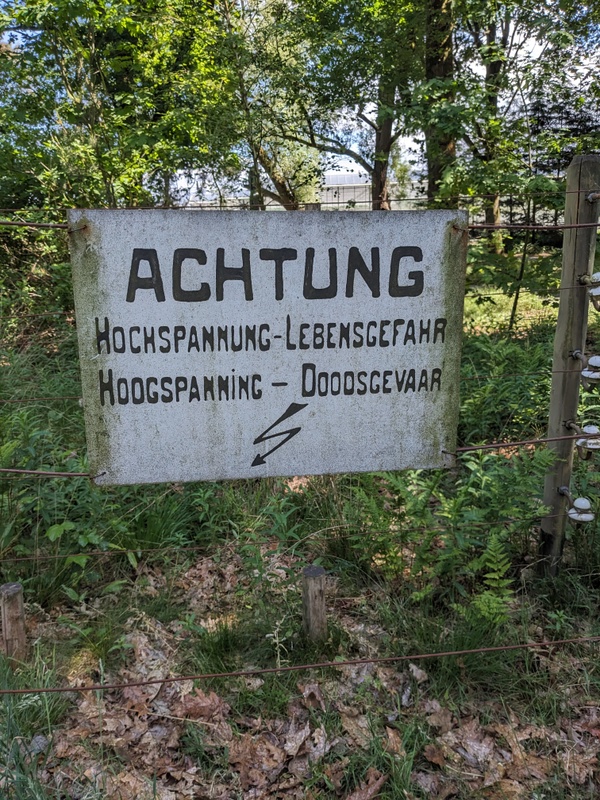 ACHTUNG
HOCHSPANNUNG-LEBENSGEFAHR
HOOGSPANNING - DOODSGEVAAR